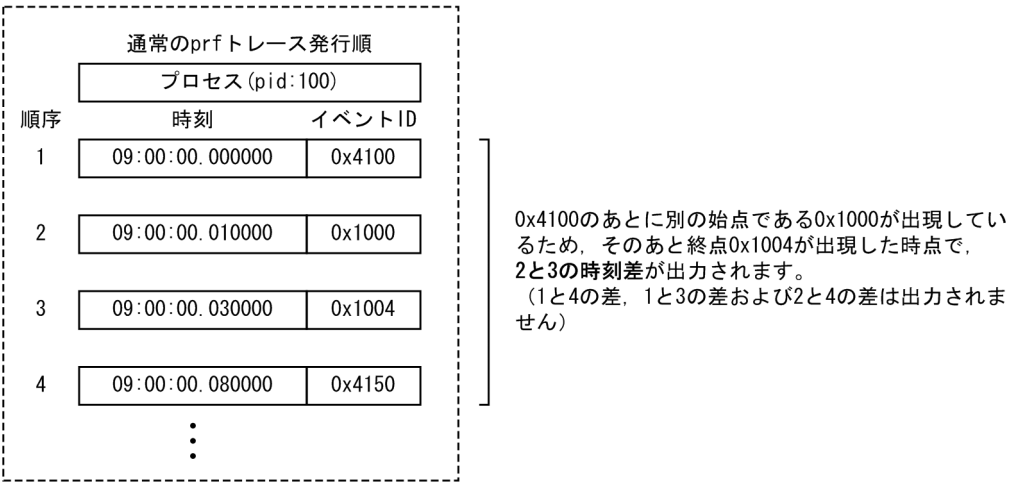 通常のprfトレース発行順
プロセス(pid:100)
順序 時刻 イベントID
1 09:00:00.000000 0x4100
2 09:00:00.010000 0x1000
3 09:00:00.030000 0x1004
4 09:00:00.080000 0x4150
0x4100のあとに別の始点である0x1000が出現してい
るため，そのあと終点0x1004が出現した時点で，
2と3の時刻差が出力されます。
（1と4の差，1と3の差および2と4の差は出力されま
せん）